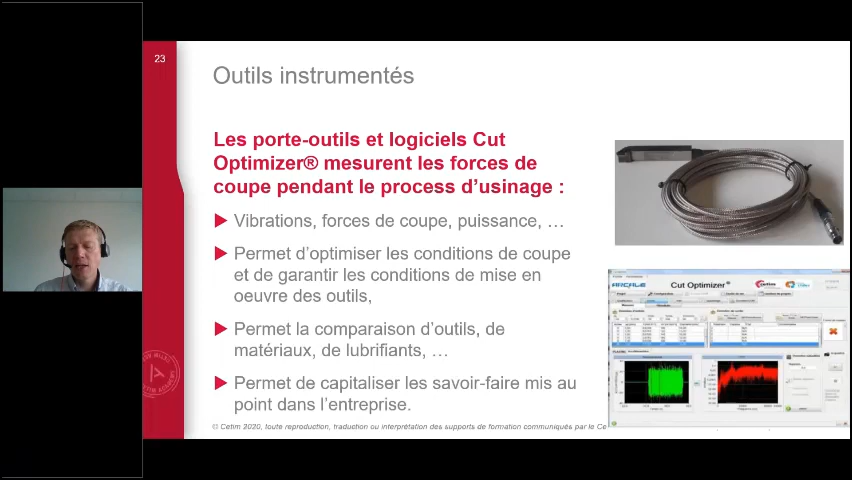 23
Outils instrumentés
Les porte-outils et logiciels Cut
Optimizer® mesurent les forces de
coupe pendant le process d’usinage :
Vibrations, forces de coupe, puissance, …
Permet d’optimiser les conditions de coupe
et de garantir les conditions de mise en
oeuvre des outils,
Permet la comparaison d’outils, de
matériaux, de lubrifiants, …
Permet de capitaliser les savoir-faire mis au
point dans l’entreprise.
© Cetim 2020, toute reproduction, traduction ou interprétation des supports de formation communiqués par le Ce
ARCALE
Cut Optimizer®